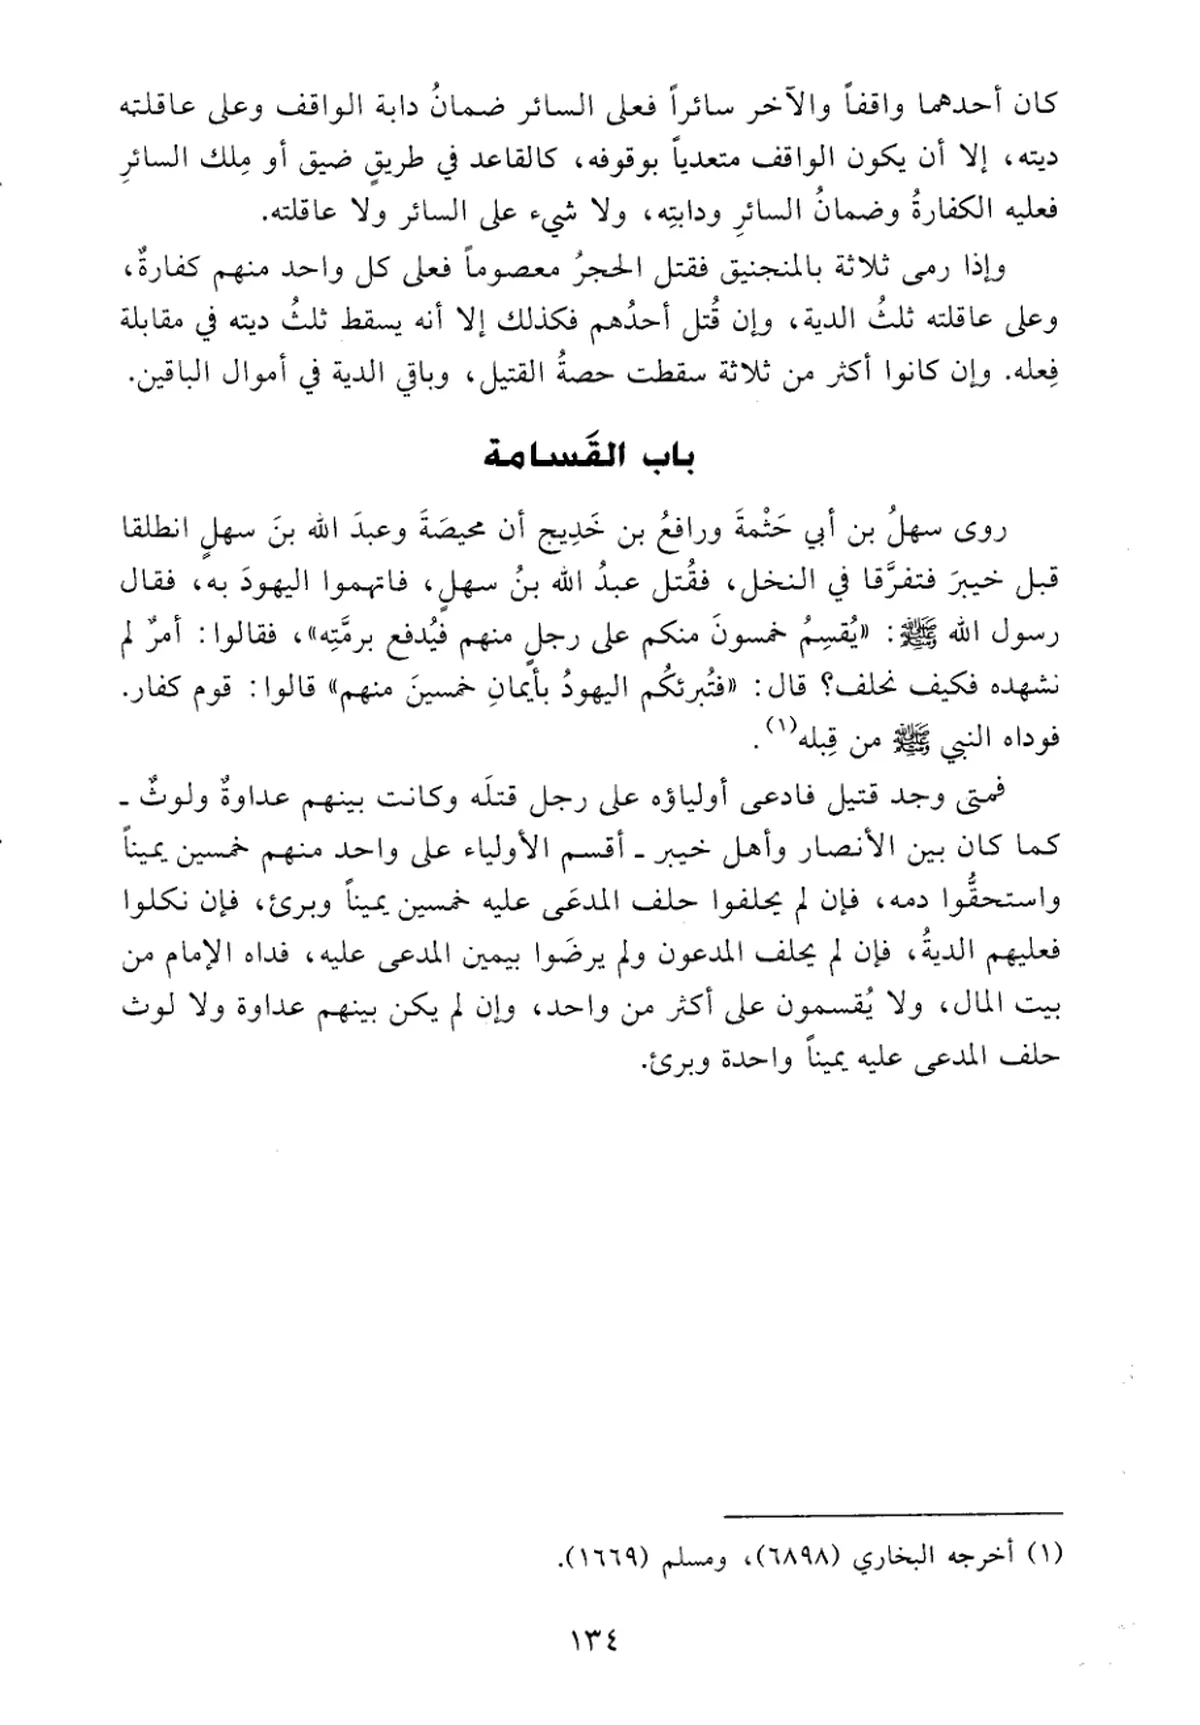 كان أحدهما واقفاً والآخر سائراً فعلى السائر ضمانُ دابة الواقف وعلى عاقلته
ديته، إلا أن يكون الواقف متعدياً بوقوفه، كالقاعد في طريقٍ ضيق أو مِلك السائرِ
فعليه الكفارةُ وضمانُ السائرِ ودابتِه، ولا شيء على السائر ولا عاقلته.
وإذا رمى ثلاثة بالمنجنيق فقتل الحجرُ معصوماً فعلى كل واحد منهم كفارةٌ،
وعلى عاقلته ثلثُ الدية، وإن قُتل أحدُهم فكذلك إلا أنه يسقط ثلثُ ديته في مقابلة
فِعله. وإن كانوا أكثر من ثلاثة سقطت حصةُ القتيل، وباقي الدية في أموال الباقين.
باب القَسامة
روى سهلُ بن أبي حَثْمةَ ورافعُ بن خَدِيج أن محيصَةَ وعبدَ الله بنَ سهلٍ انطلقا
قبل خيبرَ فتفرَّقا في النخل، فقُتل عبدُ الله بنُ سهلٍ، فاتهموا اليهودَ به، فقال
رسول الله ﷺ: «يُقسِمُ خمسونَ منكم على رجلٍ منهم فيُدفع برمَّتِه»، فقالوا: أمرٌ لم
نشهده فكيف نحلف؟ قال: «فتُبرئكُم اليهودُ بأيمانِ خمسينَ منهم» قالوا: قوم كفار.
فوداه النبي ﷺ من قِبله(١).
فمتى وجد قتيل فادعى أولياؤه على رجل قتلَه وكانت بينهم عداوةٌ ولوثٌ ـ
كما كان بين الأنصار وأهل خيبر ـ أقسم الأولياء على واحد منهم خمسين يميناً
واستحقُّوا دمه، فإن لم يحلفوا حلف المدعَى عليه خمسين يميناً وبرئ، فإن نكلوا
فعليهم الديةُ، فإن لم يحلف المدعون ولم يرضَوا بيمين المدعى عليه، فداه الإمام من
بيت المال، ولا يُقسمون على أكثر من واحد، وإن لم يكن بينهم عداوة ولا لوث
حلف المدعى عليه يميناً واحدة وبرئ.
(١) أخرجه البخاري (٦٨٩٨)، ومسلم (١٦٦٩).
١٣٤